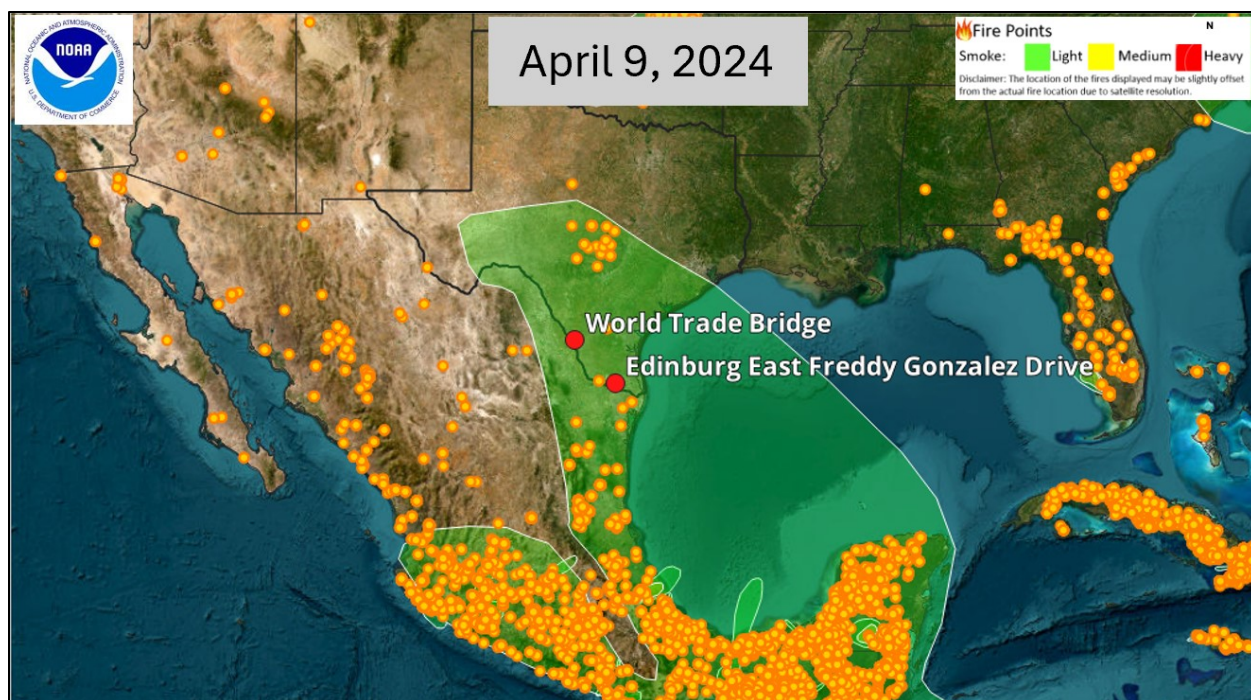 NATIONAL OCEANIC AND ATMOSPHERIC ADMINISTRATION
NOAA
U.S. DEPARTMENT OF COMMERCE
April 9, 2024
N
Fire Points
Smoke: Light Medium Heavy
Disclaimer: The location of the fires displayed may be slightly offset
from the actual fire location due to satellite resolution.
World Trade Bridge
Edinburg East Freddy Gonzalez Drive